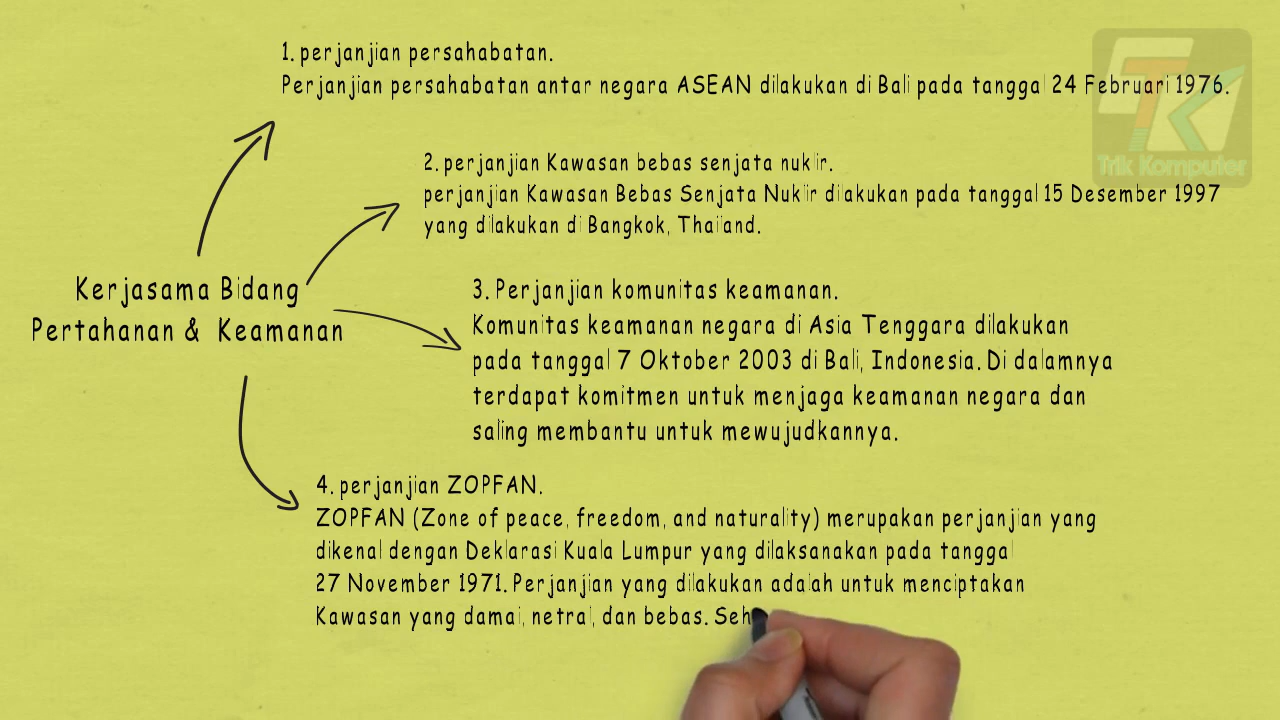 1. perjanjian persahabatan.
Perjanjian persahabatan antar negara ASEAN dilakukan di Bali pada tanggal 24 Februari 1976.
Trik Komputer
2. perjanjian Kawasan bebas senjata nuklir.
perjanjian Kawasan Bebas Senjata Nuklir dilakukan pada tanggal 15 Desember 1997
yang dilakukan di Bangkok, Thailand.
Kerjasama Bidang
Pertahanan & Keamanan
3. Perjanjian komunitas keamanan.
Komunitas keamanan negara di Asia Tenggara dilakukan
pada tanggal 7 Oktober 2003 di Bali, Indonesia. Di dalamnya
terdapat komitmen untuk menjaga keamanan negara dan
saling membantu untuk mewujudkannya.
4. perjanjian ZOPFAN.
ZOPFAN (Zone of peace, freedom, and naturality) merupakan perjanjian yang
dikenal dengan Deklarasi Kuala Lumpur yang dilaksanakan pada tanggal
27 November 1971. Perjanjian yang dilakukan adalah untuk menciptakan
Kawasan yang damai, netral, dan bebas. Seh